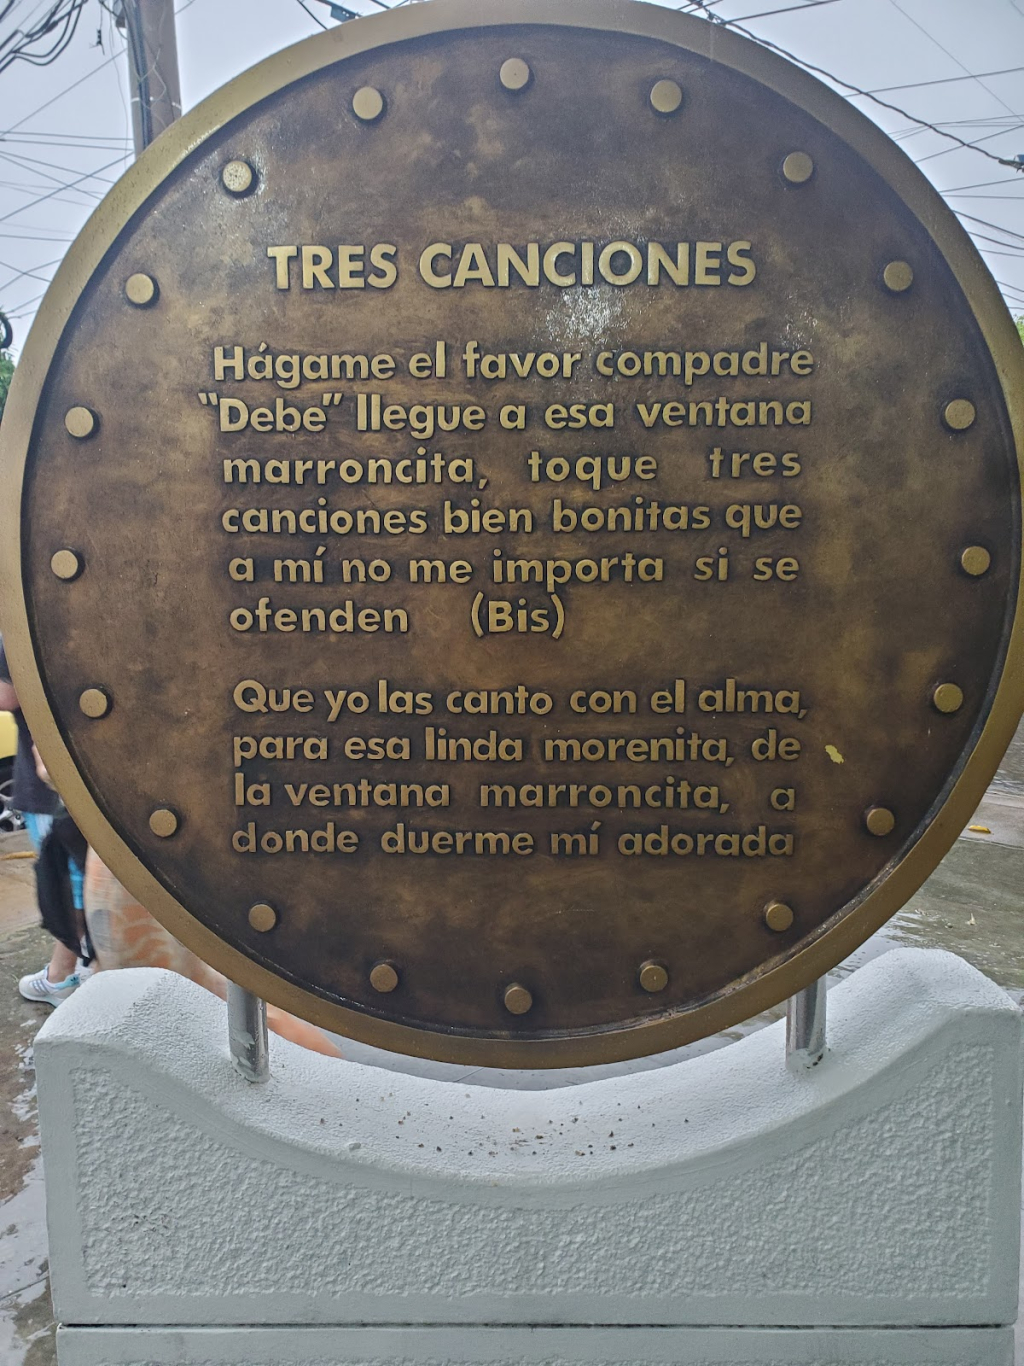 TRES CANCIONES
Hágame el favor compadre
"Debe" llegue a esa ventana
marroncita, toque tres
canciones bien bonitas que
a mí no me importa si se
ofenden (Bis)
Que yo las canto con el alma,
para esa linda morenita, de
la ventana marroncita, a
donde duerme mí adorada